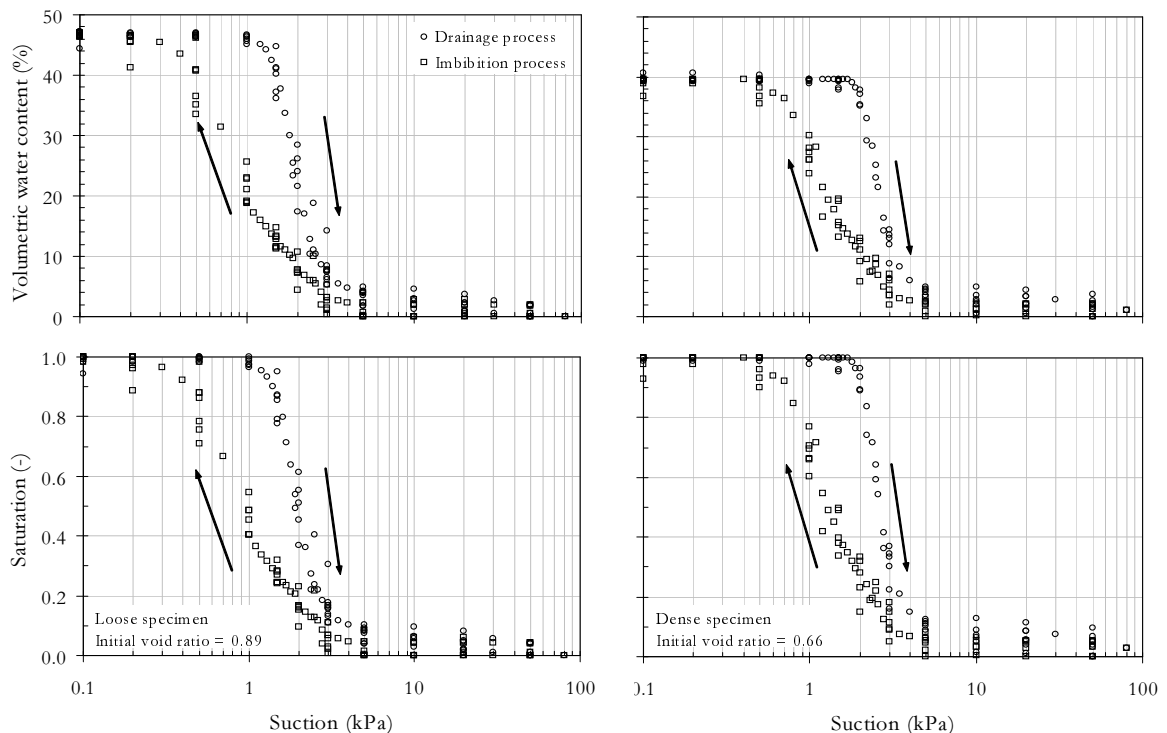 50
40
30
20
10
0
Volumetric water content (%)
Drainage process
Imbibition process
1.0
0.8
0.6
0.4
0.2
0.0
Saturation (-)
Loose specimen
Initial void ratio = 0.89
Dense specimen
Initial void ratio = 0.66
0.1 1 10 100
0.1 1 10 100
Suction (kPa)
Suction (kPa)